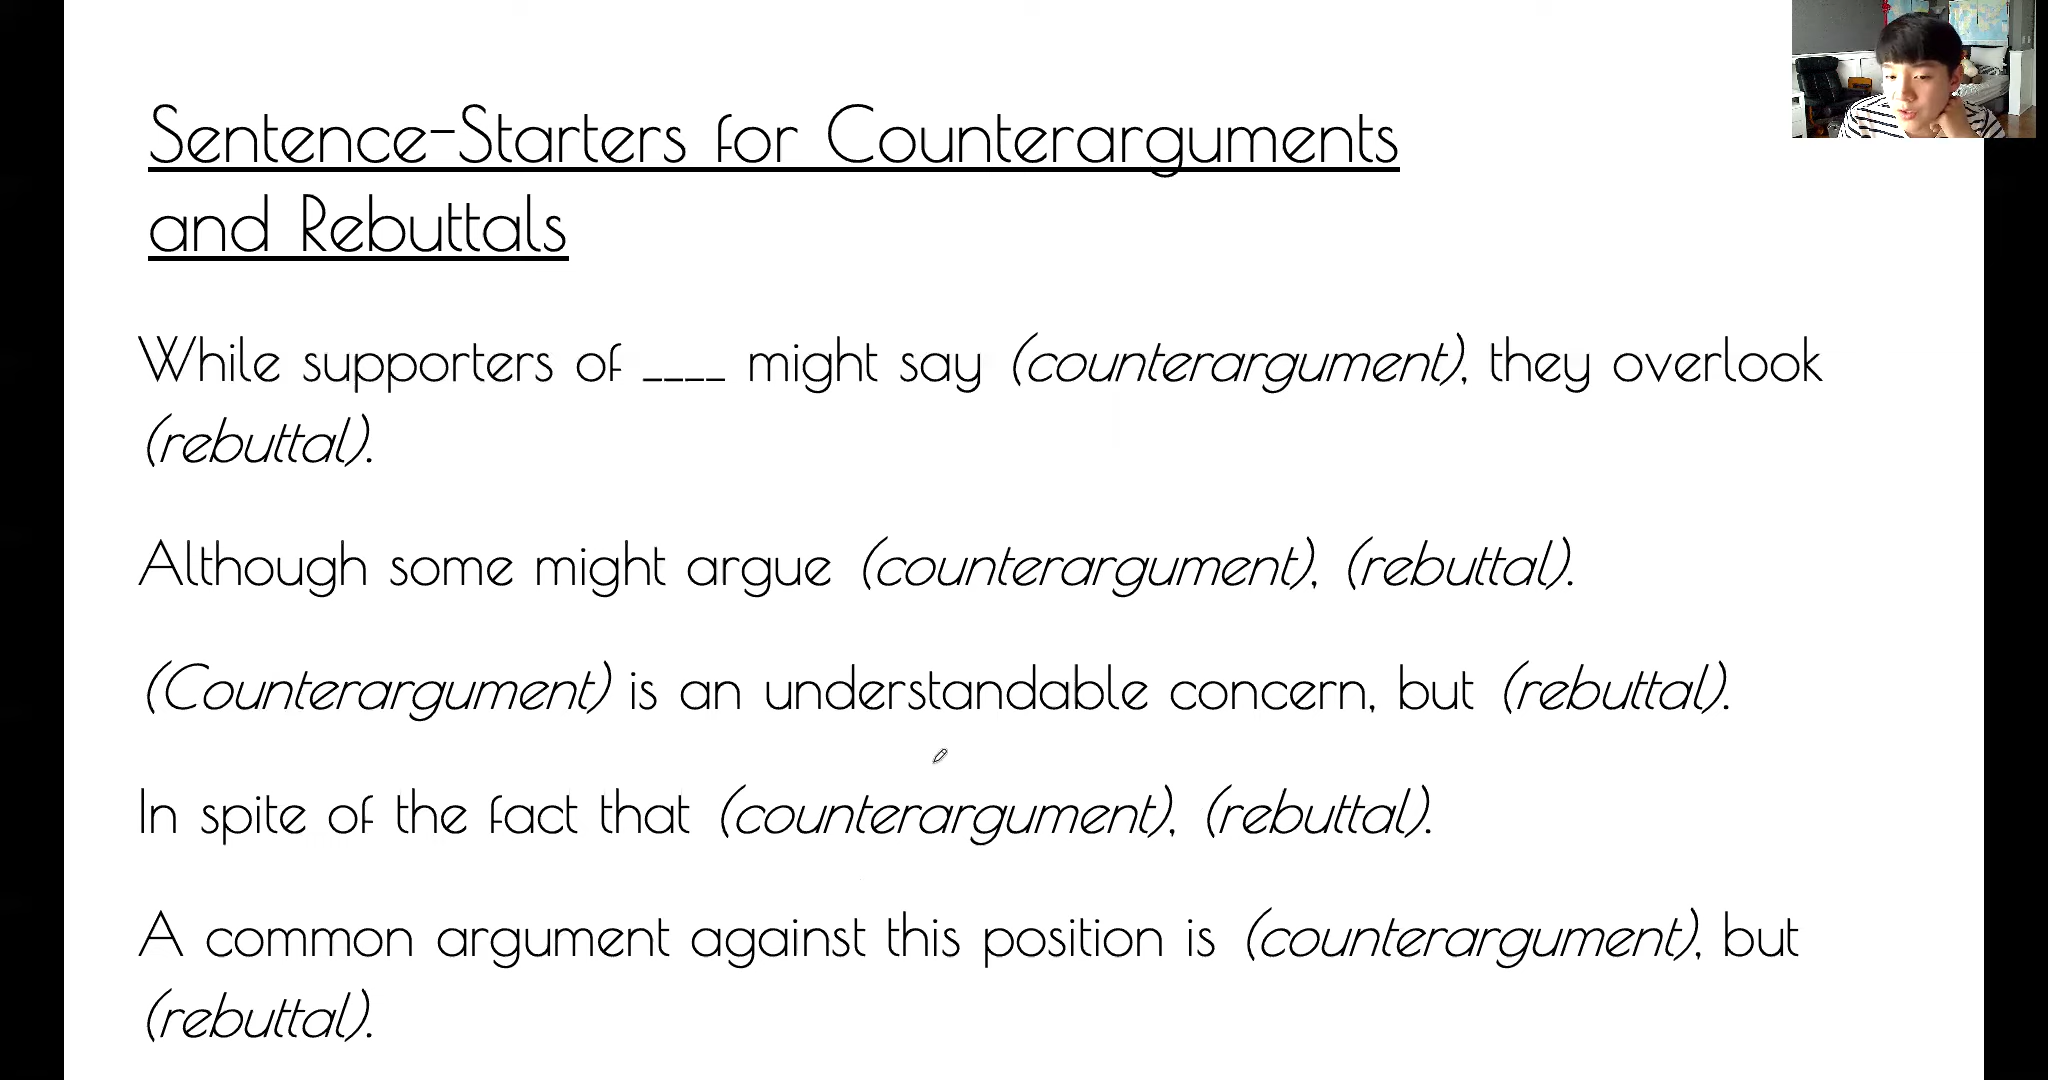 Sentence-Starters for Counterarguments
and Rebuttals
While supporters of ____ might say (counterargument), they overlook
(rebuttal).
Although some might argue (counterargument), (rebuttal).
(Counterargument) is an understandable concern, but (rebuttal).
In spite of the fact that (counterargument), (rebuttal).
A common argument against this position is (counterargument), but
(rebuttal).